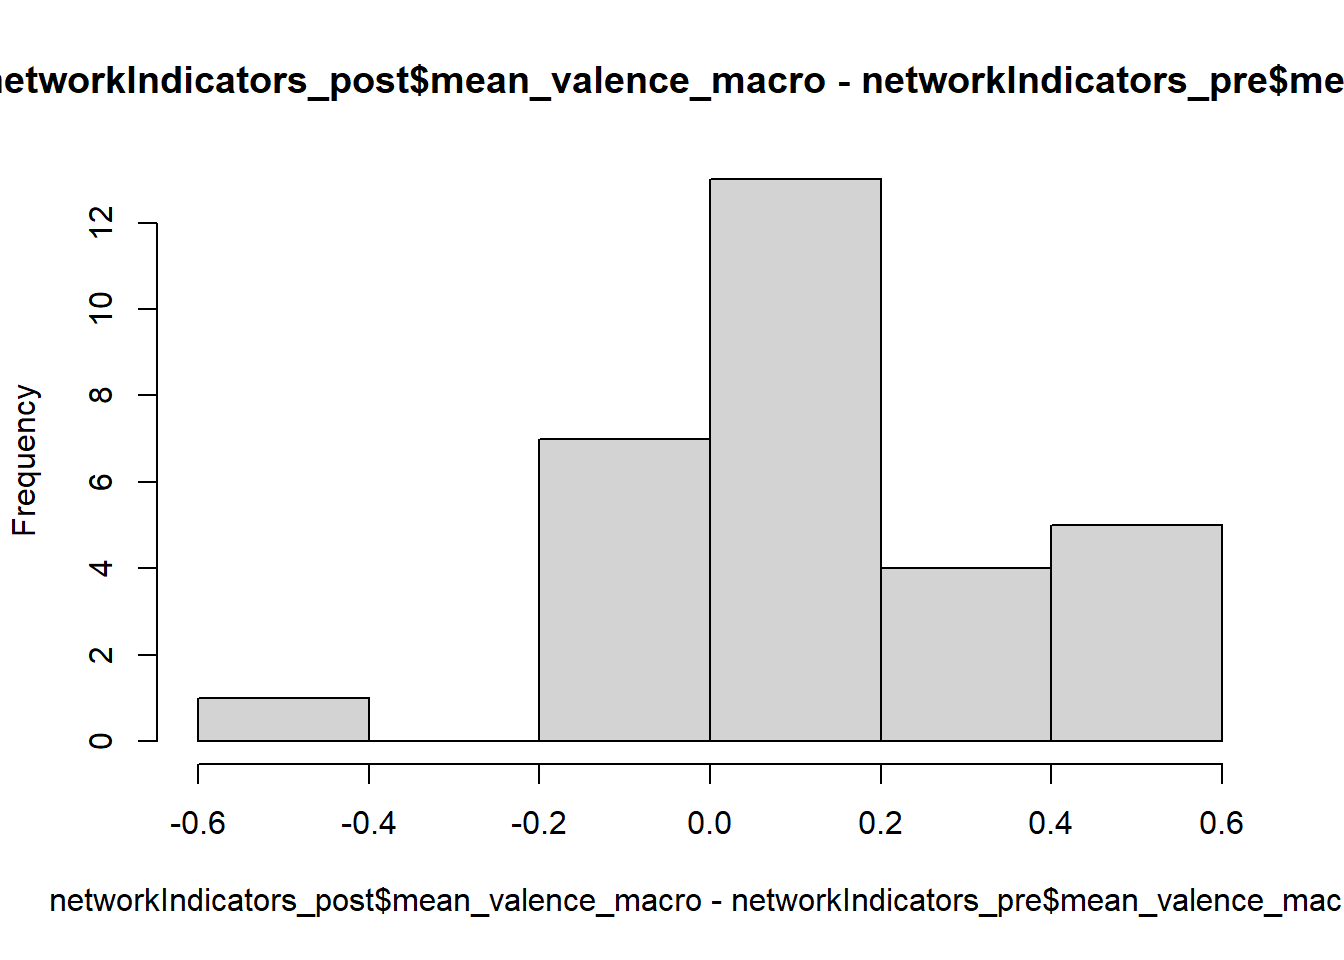 networkIndicators_post$mean_valence_macro - networkIndicators_pre$me
Frequency
12
10
8
6
4
2
0
-0.6 -0.4 -0.2 0.0 0.2 0.4 0.6
networkIndicators_post$mean_valence_macro - networkIndicators_pre$mean_valence_mac